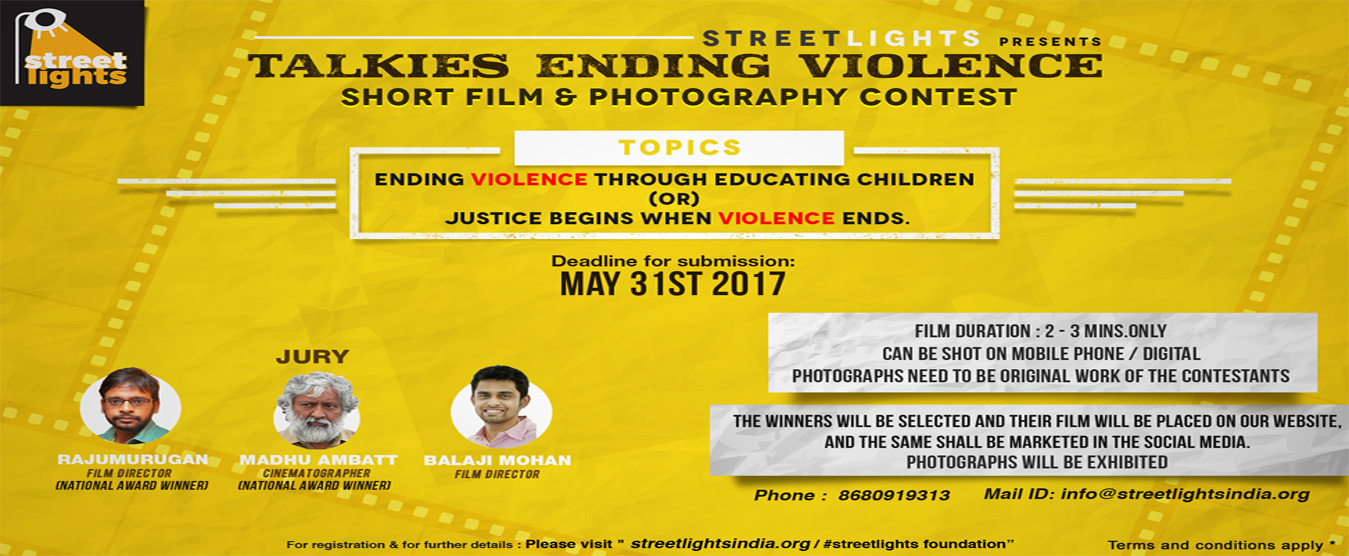 street
lights
STREETLIGHTS PRESENTS
TALKIES ENDING VIOLENCE
SHORT FILM & PHOTOGRAPHY CONTEST
TOPICS
ENDING VIOLENCE THROUGH EDUCATING CHILDREN
(OR)
JUSTICE BEGINS WHEN VIOLENCE ENDS.
Deadline for submission:
MAY 31ST 2017
JURY
RAJUMURUGAN
FILM DIRECTOR
(NATIONAL AWARD WINNER)
MADHU AMBATT
CINEMATOGRAPHER
(NATIONAL AWARD WINNER)
BALAJI MOHAN
FILM DIRECTOR
FILM DURATION : 2 - 3 MINS.ONLY
CAN BE SHOT ON MOBILE PHONE / DIGITAL
PHOTOGRAPHS NEED TO BE ORIGINAL WORK OF THE CONTESTANTS
THE WINNERS WILL BE SELECTED AND THEIR FILM WILL BE PLACED ON OUR WEBSITE,
AND THE SAME SHALL BE MARKETED IN THE SOCIAL MEDIA.
PHOTOGRAPHS WILL BE EXHIBITED
Phone : 8680919313 Mail ID: info@streetlightsindia.org
For registration & for further details : Please visit " streetlightsindia.org / #streetlights foundation”
Terms and conditions apply *